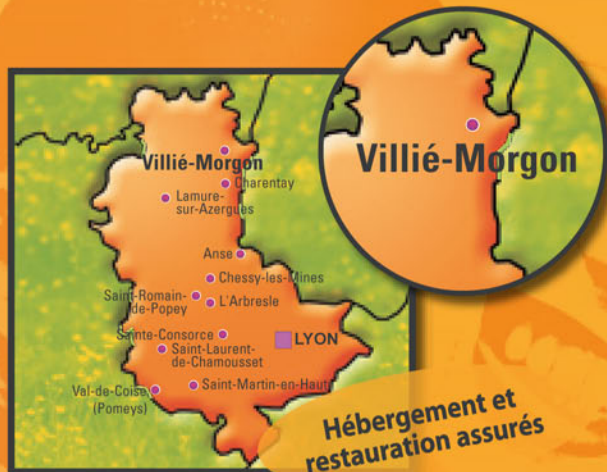 Villié-Morgon
Villié-Morgon
Charentay
Lamure-
sur-Azergues
Anse
Chessy-les-Mines
Saint-Romain-
de-Popey
L'Arbresle
Sainte-Consorce
LYON
Saint-Laurent-
de-Chamousset
Saint-Martin-en-Haut
Val-de-Coise
(Pomeys)
Hébergement et
restauration assurés